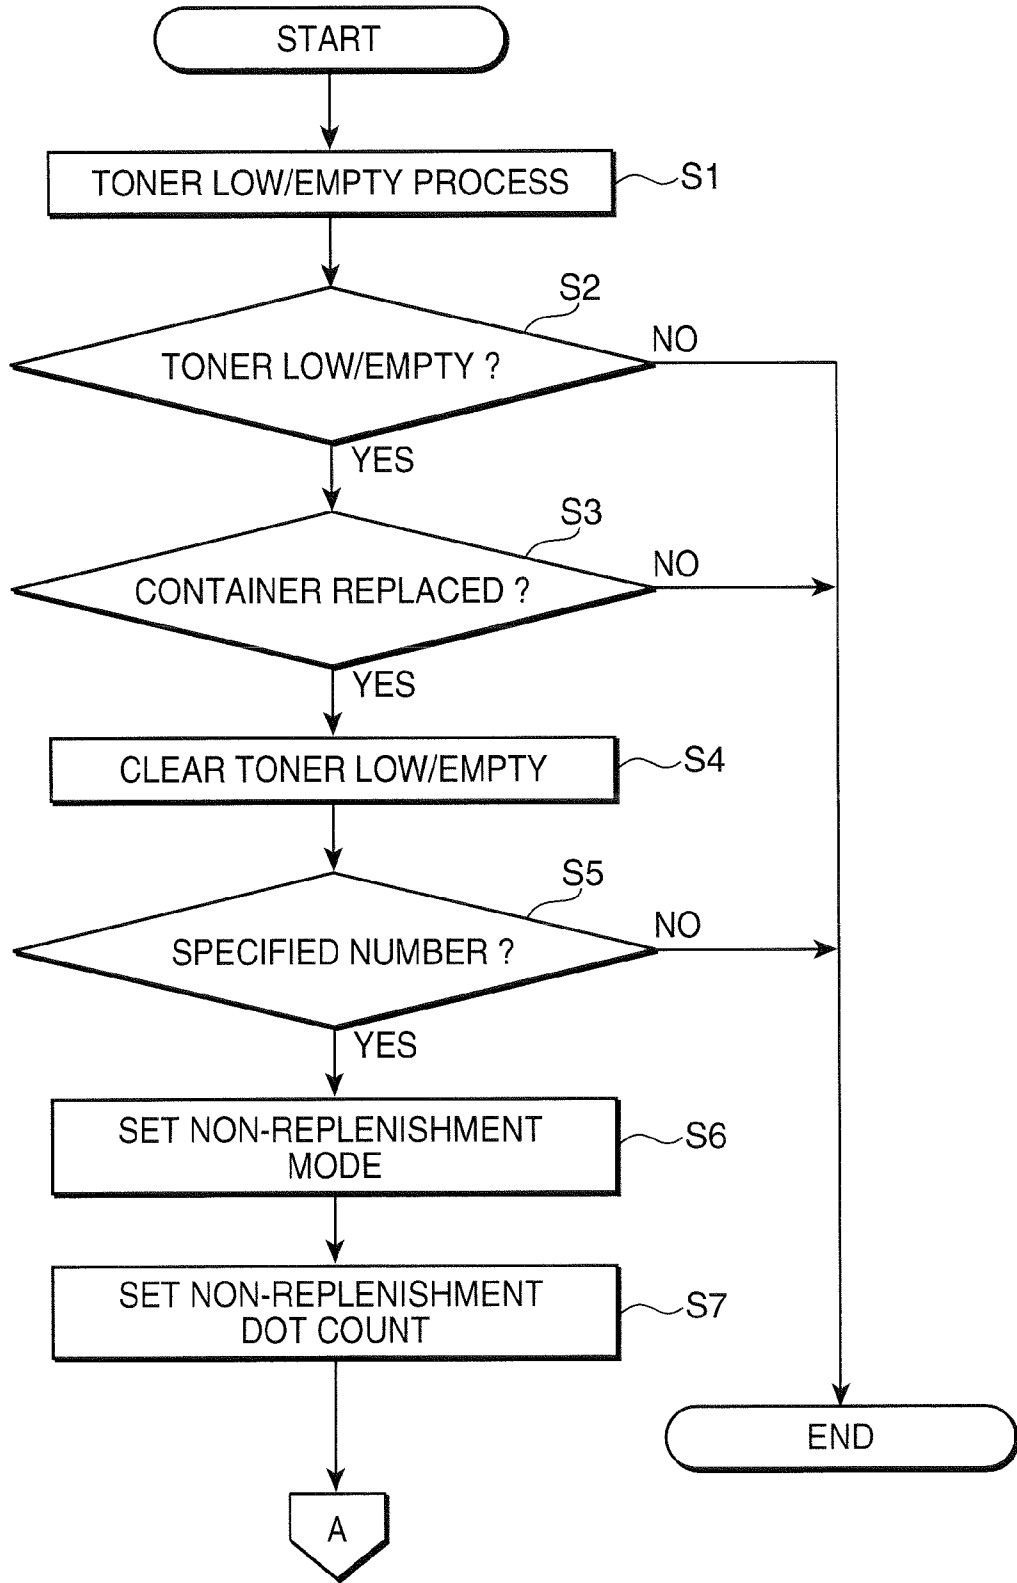 START
TONER LOW/EMPTY PROCESS
S1
S2
TONER LOW/EMPTY ?
NO
YES
S3
CONTAINER REPLACED ?
NO
YES
CLEAR TONER LOW/EMPTY
S4
S5
SPECIFIED NUMBER ?
NO
YES
SET NON-REPLENISHMENT
MODE
S6
SET NON-REPLENISHMENT
DOT COUNT
S7
END
A